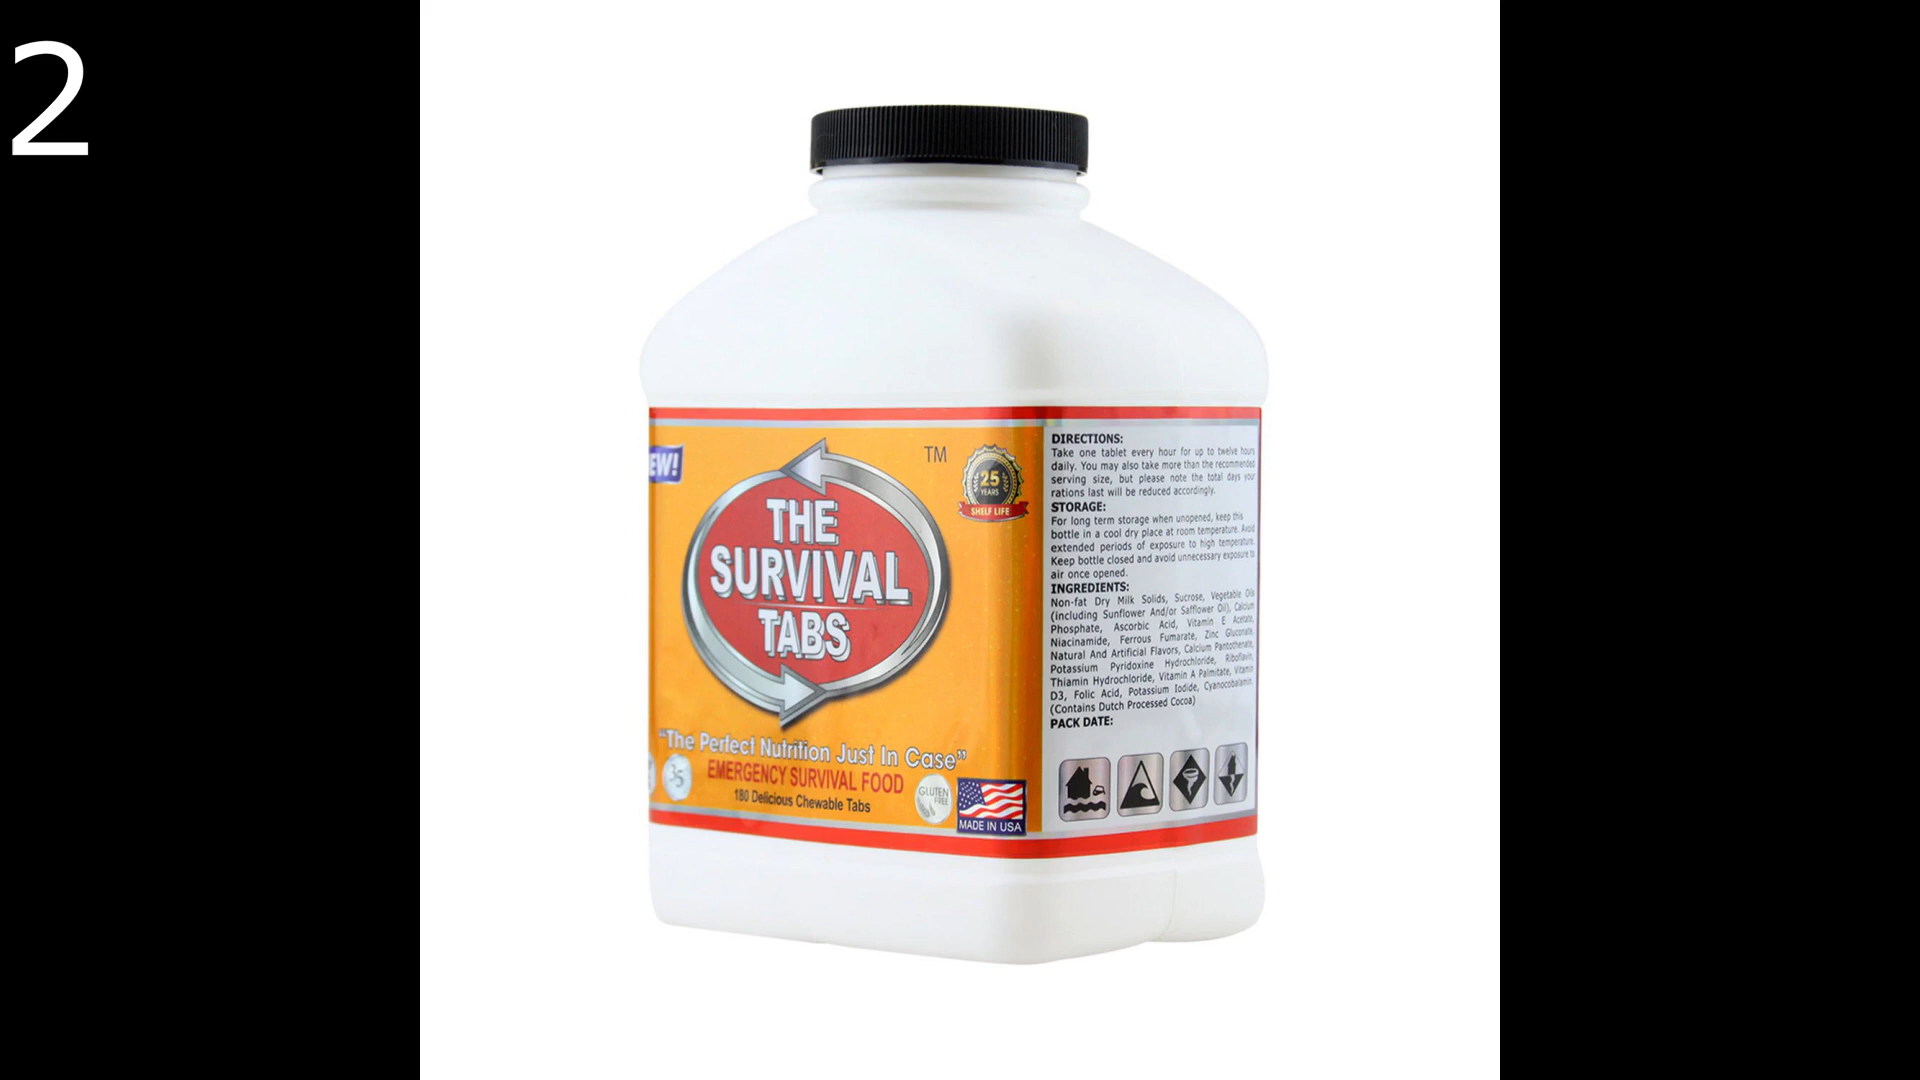 2
EW!
TM
25
YEARS
SHELF LIFE
THE
SURVIVAL
TABS
"The Perfect Nutrition Just In Case"
35
EMERGENCY SURVIVAL FOOD
180 Delicious Chewable Tabs
GLUTEN
FREE
MADE IN USA
DIRECTIONS:
Take one tablet every hour for up to twelve hours
daily. You may also take more than the recommended
serving size, but please note the total days your
rations last will be reduced accordingly.
STORAGE:
For long term storage when unopened, keep this
bottle in a cool dry place at room temperature. Avoid
extended periods of exposure to high temperature.
Keep bottle closed and avoid unnecessary exposure to
air once opened.
INGREDIENTS:
Non-fat Dry Milk Solids, Sucrose, Vegetable Oils
(including Sunflower And/or Safflower Oil), Calcium
Phosphate, Ascorbic Acid, Vitamin E Acetate,
Niacinamide, Ferrous Fumarate, Zinc Gluconate,
Natural And Artificial Flavors, Calcium Pantothenate,
Potassium Pyridoxine Hydrochloride, Riboflavin,
Thiamin Hydrochloride, Vitamin A Palmitate, Vitamin
D3, Folic Acid, Potassium Iodide, Cyanocobalamin.
(Contains Dutch Processed Cocoa)
PACK DATE: